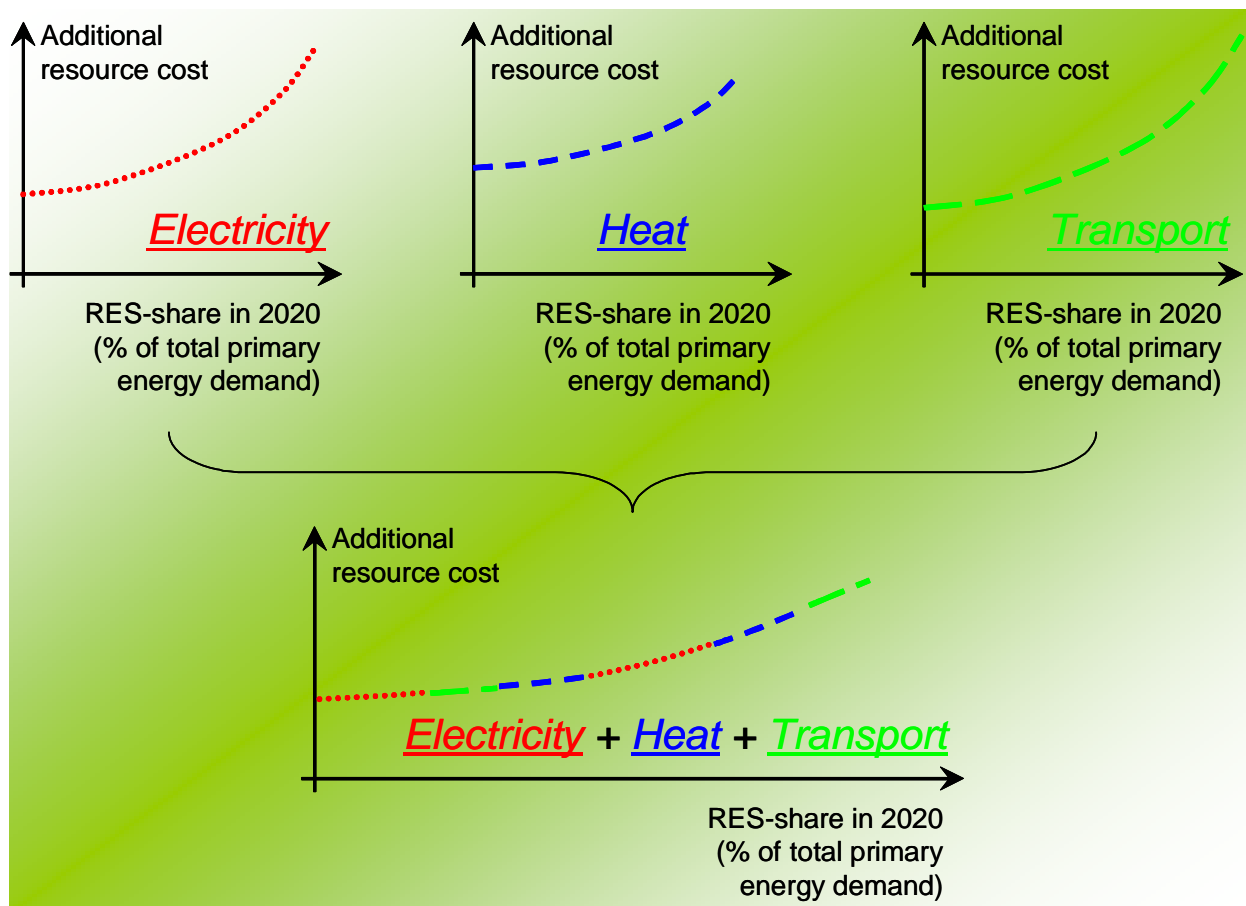 Additional
resource cost
Electricity
RES-share in 2020
(% of total primary
energy demand)
Additional
resource cost
Heat
RES-share in 2020
(% of total primary
energy demand)
Additional
resource cost
Transport
RES-share in 2020
(% of total primary
energy demand)
Additional
resource cost
Electricity + Heat + Transport
RES-share in 2020
(% of total primary
energy demand)